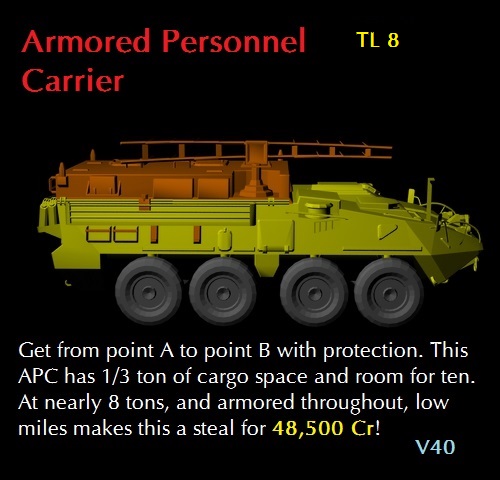 Armored Personnel
TL 8
Carrier
Get from point A to point B with protection. This
APC has 1/3 ton of cargo space and room for ten.
At nearly 8 tons, and armored throughout, low
miles makes this a steal for 48,500 Cr!
V40